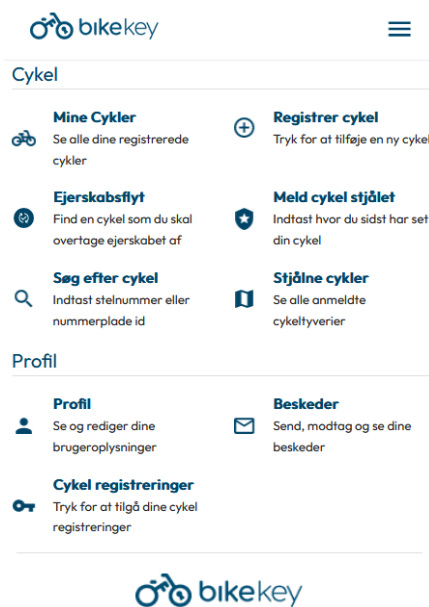 bikekey
Cykel
Mine Cykler
Se alle dine registrerede
cykler
Registrer cykel
Tryk for at tilføje en ny cykel
Ejerskabsflyt
Find en cykel som du skal
overtage ejerskabet af
Meld cykel stjålet
Indtast hvor du sidst har set
din cykel
Søg efter cykel
Indtast stelnummer eller
nummerplade id
Stjålne cykler
Se alle anmeldte
cykeltyverier
Profil
Profil
Se og rediger dine
brugeroplysninger
Beskeder
Send, modtag og se dine
beskeder
Cykel registreringer
Tryk for at tilgå dine cykel
registreringer
bikekey